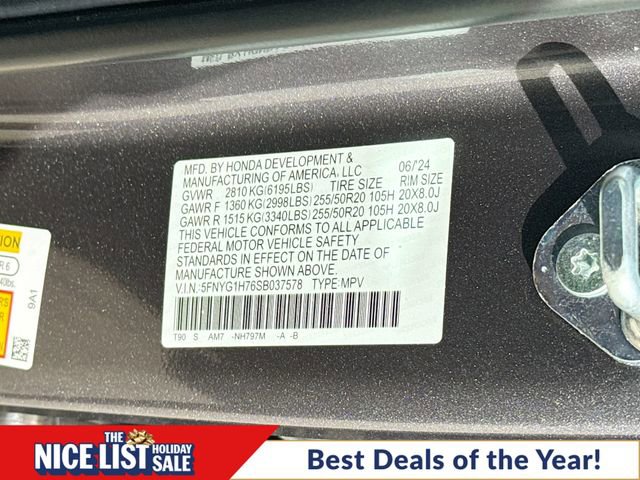 MFD. BY HONDA DEVELOPMENT & 06/'24
MANUFACTURING OF AMERICA, LLC
GVWR 2810 KG(6195LBS) TIRE SIZE RIM SIZE
GAWR F 1360 KG(2998LBS) 255/50R20 105H 20X8.0J
GAWR R 1515 KG(3340LBS) 255/50R20 105H 20X8.0J
THIS VEHICLE CONFORMS TO ALL APPLICABLE
FEDERAL MOTOR VEHICLE SAFETY
STANDARDS IN EFFECT ON THE DATE OF
MANUFACTURE SHOWN ABOVE.
V.I.N.:5FNYG1H76SB037578 TYPE:MPV
T90 S AM7 -NH797M -A -B
9A1
THE
NICE LIST
HOLIDAY
SALE
Best Deals of the Year!